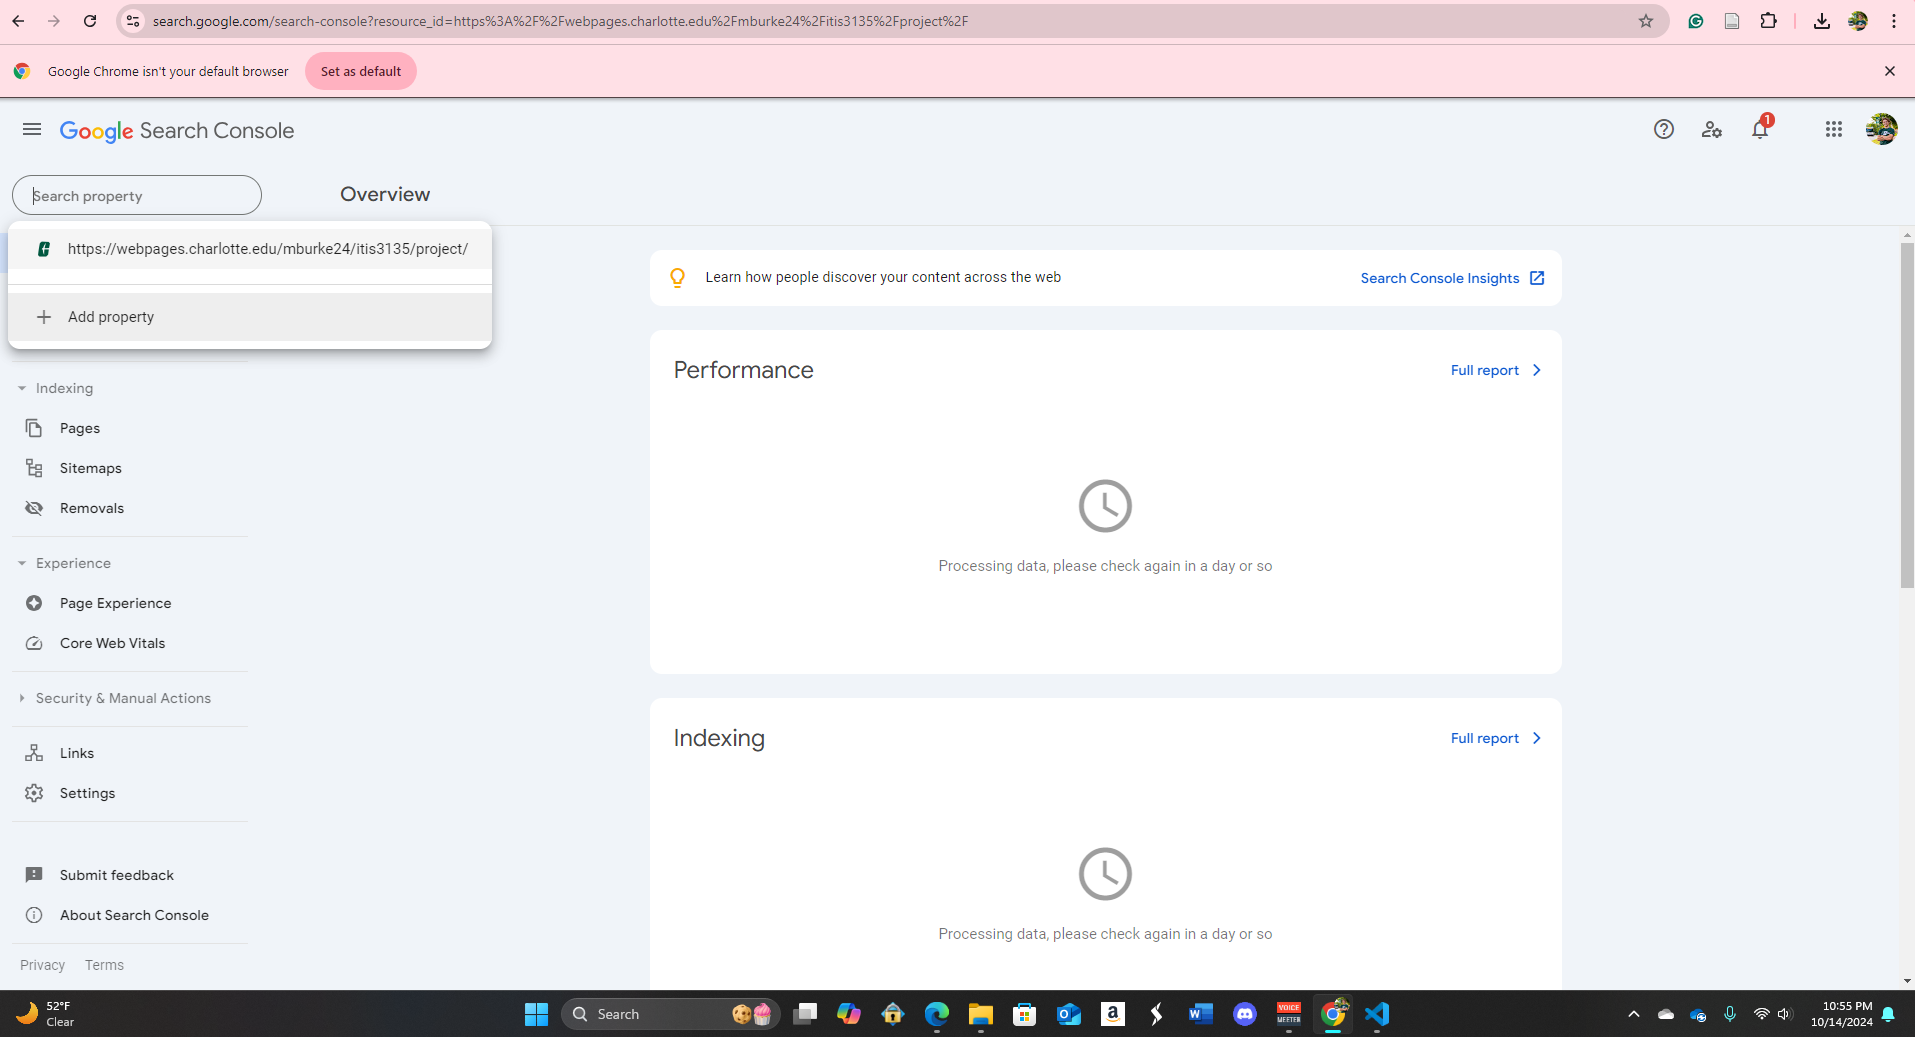 search.google.com/search-console?resource_id=https%3A%2F%2Fwebpages.charlotte.edu%2Fmburke24%2Fitis3135%2Fproject%2F
Google Chrome isn't your default browser
Set as default
Google Search Console
1
Search property
Overview
https://webpages.charlotte.edu/mburke24/itis3135/project/
Add property
Learn how people discover your content across the web
Search Console Insights
Performance
Full report
Processing data, please check again in a day or so
Indexing
Pages
Sitemaps
Removals
Experience
Page Experience
Core Web Vitals
Security & Manual Actions
Links
Settings
Submit feedback
About Search Console
Privacy
Terms
Indexing
Full report
Processing data, please check again in a day or so
52°F
Clear
Search
VOICE
MEETER
10:55 PM
10/14/2024